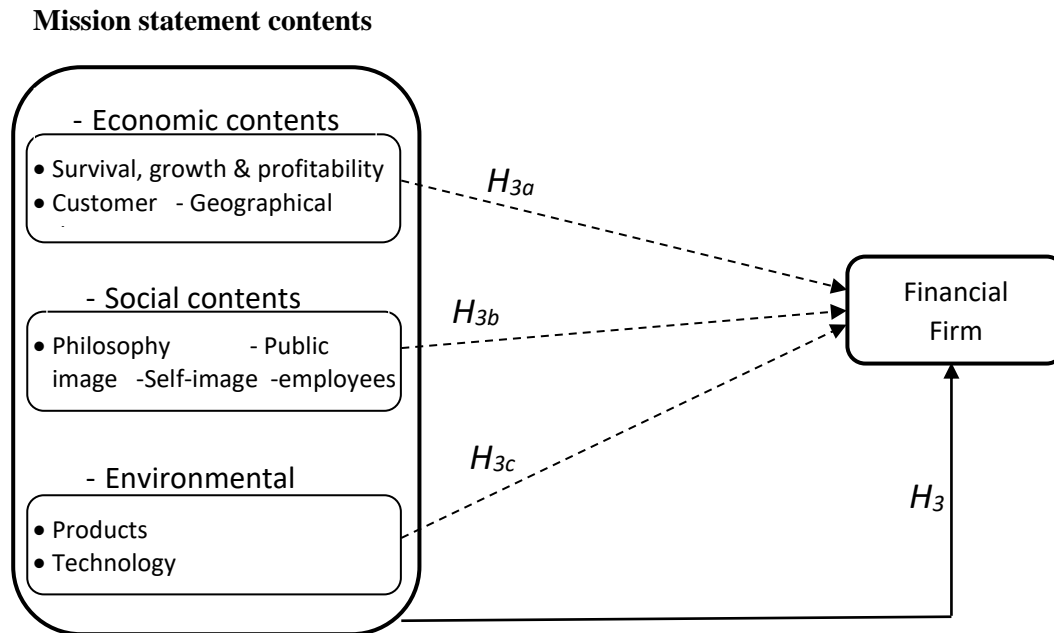 Mission statement contents
- Economic contents
• Survival, growth & profitability
• Customer - Geographical
- Social contents
• Philosophy - Public
image -Self-image -employees
- Environmental
• Products
• Technology
H3a
H3b
H3c
H3
Financial
Firm